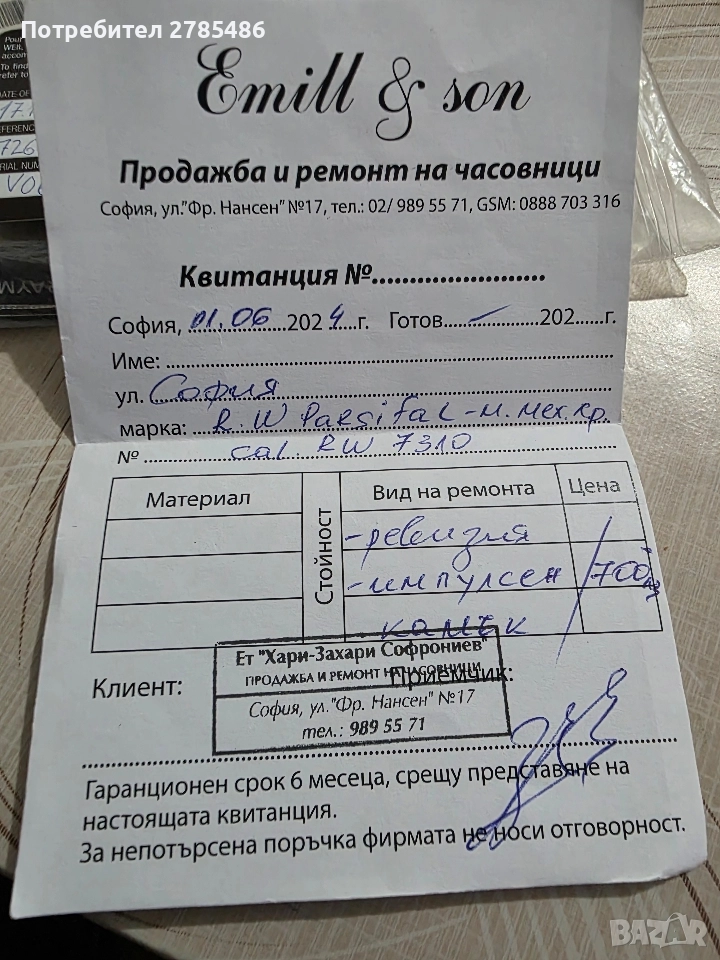 Потребител 2785486
17.
726
Emill & son
Продажба и ремонт на часовници
София, ул."Фр. Нансен" №17, тел.: 02/ 989 55 71, GSM: 0888 703 316
Квитанция №........................
София, 01.06 2024 г. Готов......–......202......г.
Име:
ул. София
марка: R.W Parsifal - м. мех.кр.
№ cal. RW 7310
Материал Стойност Вид на ремонта Цена
- ревизия
- импулсен 700 лв
камък
Ет "Хари-Захари Софрониев"
ПРОДАЖБА И РЕМОНТ НА ЧАСОВНИЦИ
София, ул."Фр. Нансен" №17
тел.: 989 55 71
Клиент: Приемчик:
Гаранционен срок 6 месеца, срещу представяне на
настоящата квитанция.
За непотърсена поръчка фирмата не носи отговорност.
BAZAR